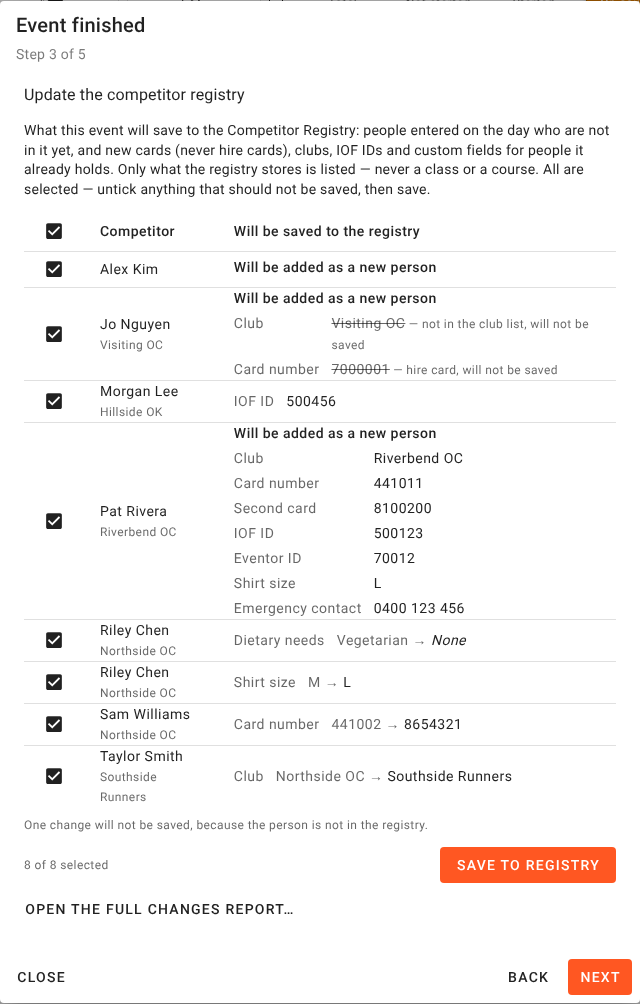 Event finished
Step 3 of 5
Update the competitor registry
What this event will save to the Competitor Registry: people entered on the day who are not
in it yet, and new cards (never hire cards), clubs, IOF IDs and custom fields for people it
already holds. Only what the registry stores is listed — never a class or a course. All are
selected — untick anything that should not be saved, then save.
Competitor Will be saved to the registry
Alex Kim Will be added as a new person
Will be added as a new person
Jo Nguyen
Visiting OC
Club Visiting OC — not in the club list, will not be
saved
Card number 7000001 — hire card, will not be saved
Morgan Lee
Hillside OK
IOF ID 500456
Will be added as a new person
Pat Rivera
Riverbend OC
Club Riverbend OC
Card number 441011
Second card 8100200
IOF ID 500123
Eventor ID 70012
Shirt size L
Emergency contact 0400 123 456
Riley Chen
Northside OC
Dietary needs Vegetarian → None
Riley Chen
Northside OC
Shirt size M → L
Sam Williams
Northside OC
Card number 441002 → 8654321
Taylor Smith
Southside
Runners
Club Northside OC → Southside Runners
One change will not be saved, because the person is not in the registry.
8 of 8 selected
SAVE TO REGISTRY
OPEN THE FULL CHANGES REPORT…
CLOSE
BACK
NEXT